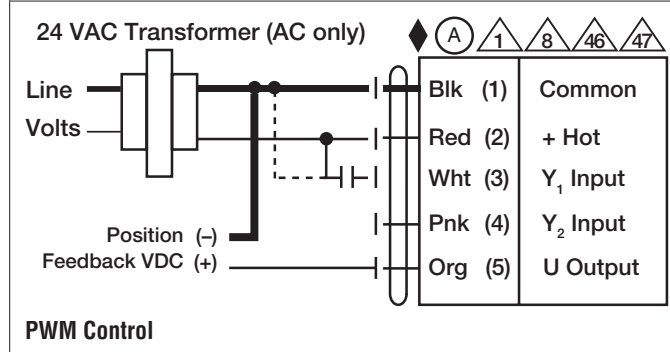 24 VAC Transformer (AC only)
A 1 8 46 47
Line
Volts
Blk (1) Common
Red (2) + Hot
Wht (3) Y1 Input
Pnk (4) Y2 Input
Org (5) U Output
Position (–)
Feedback VDC (+)
PWM Control